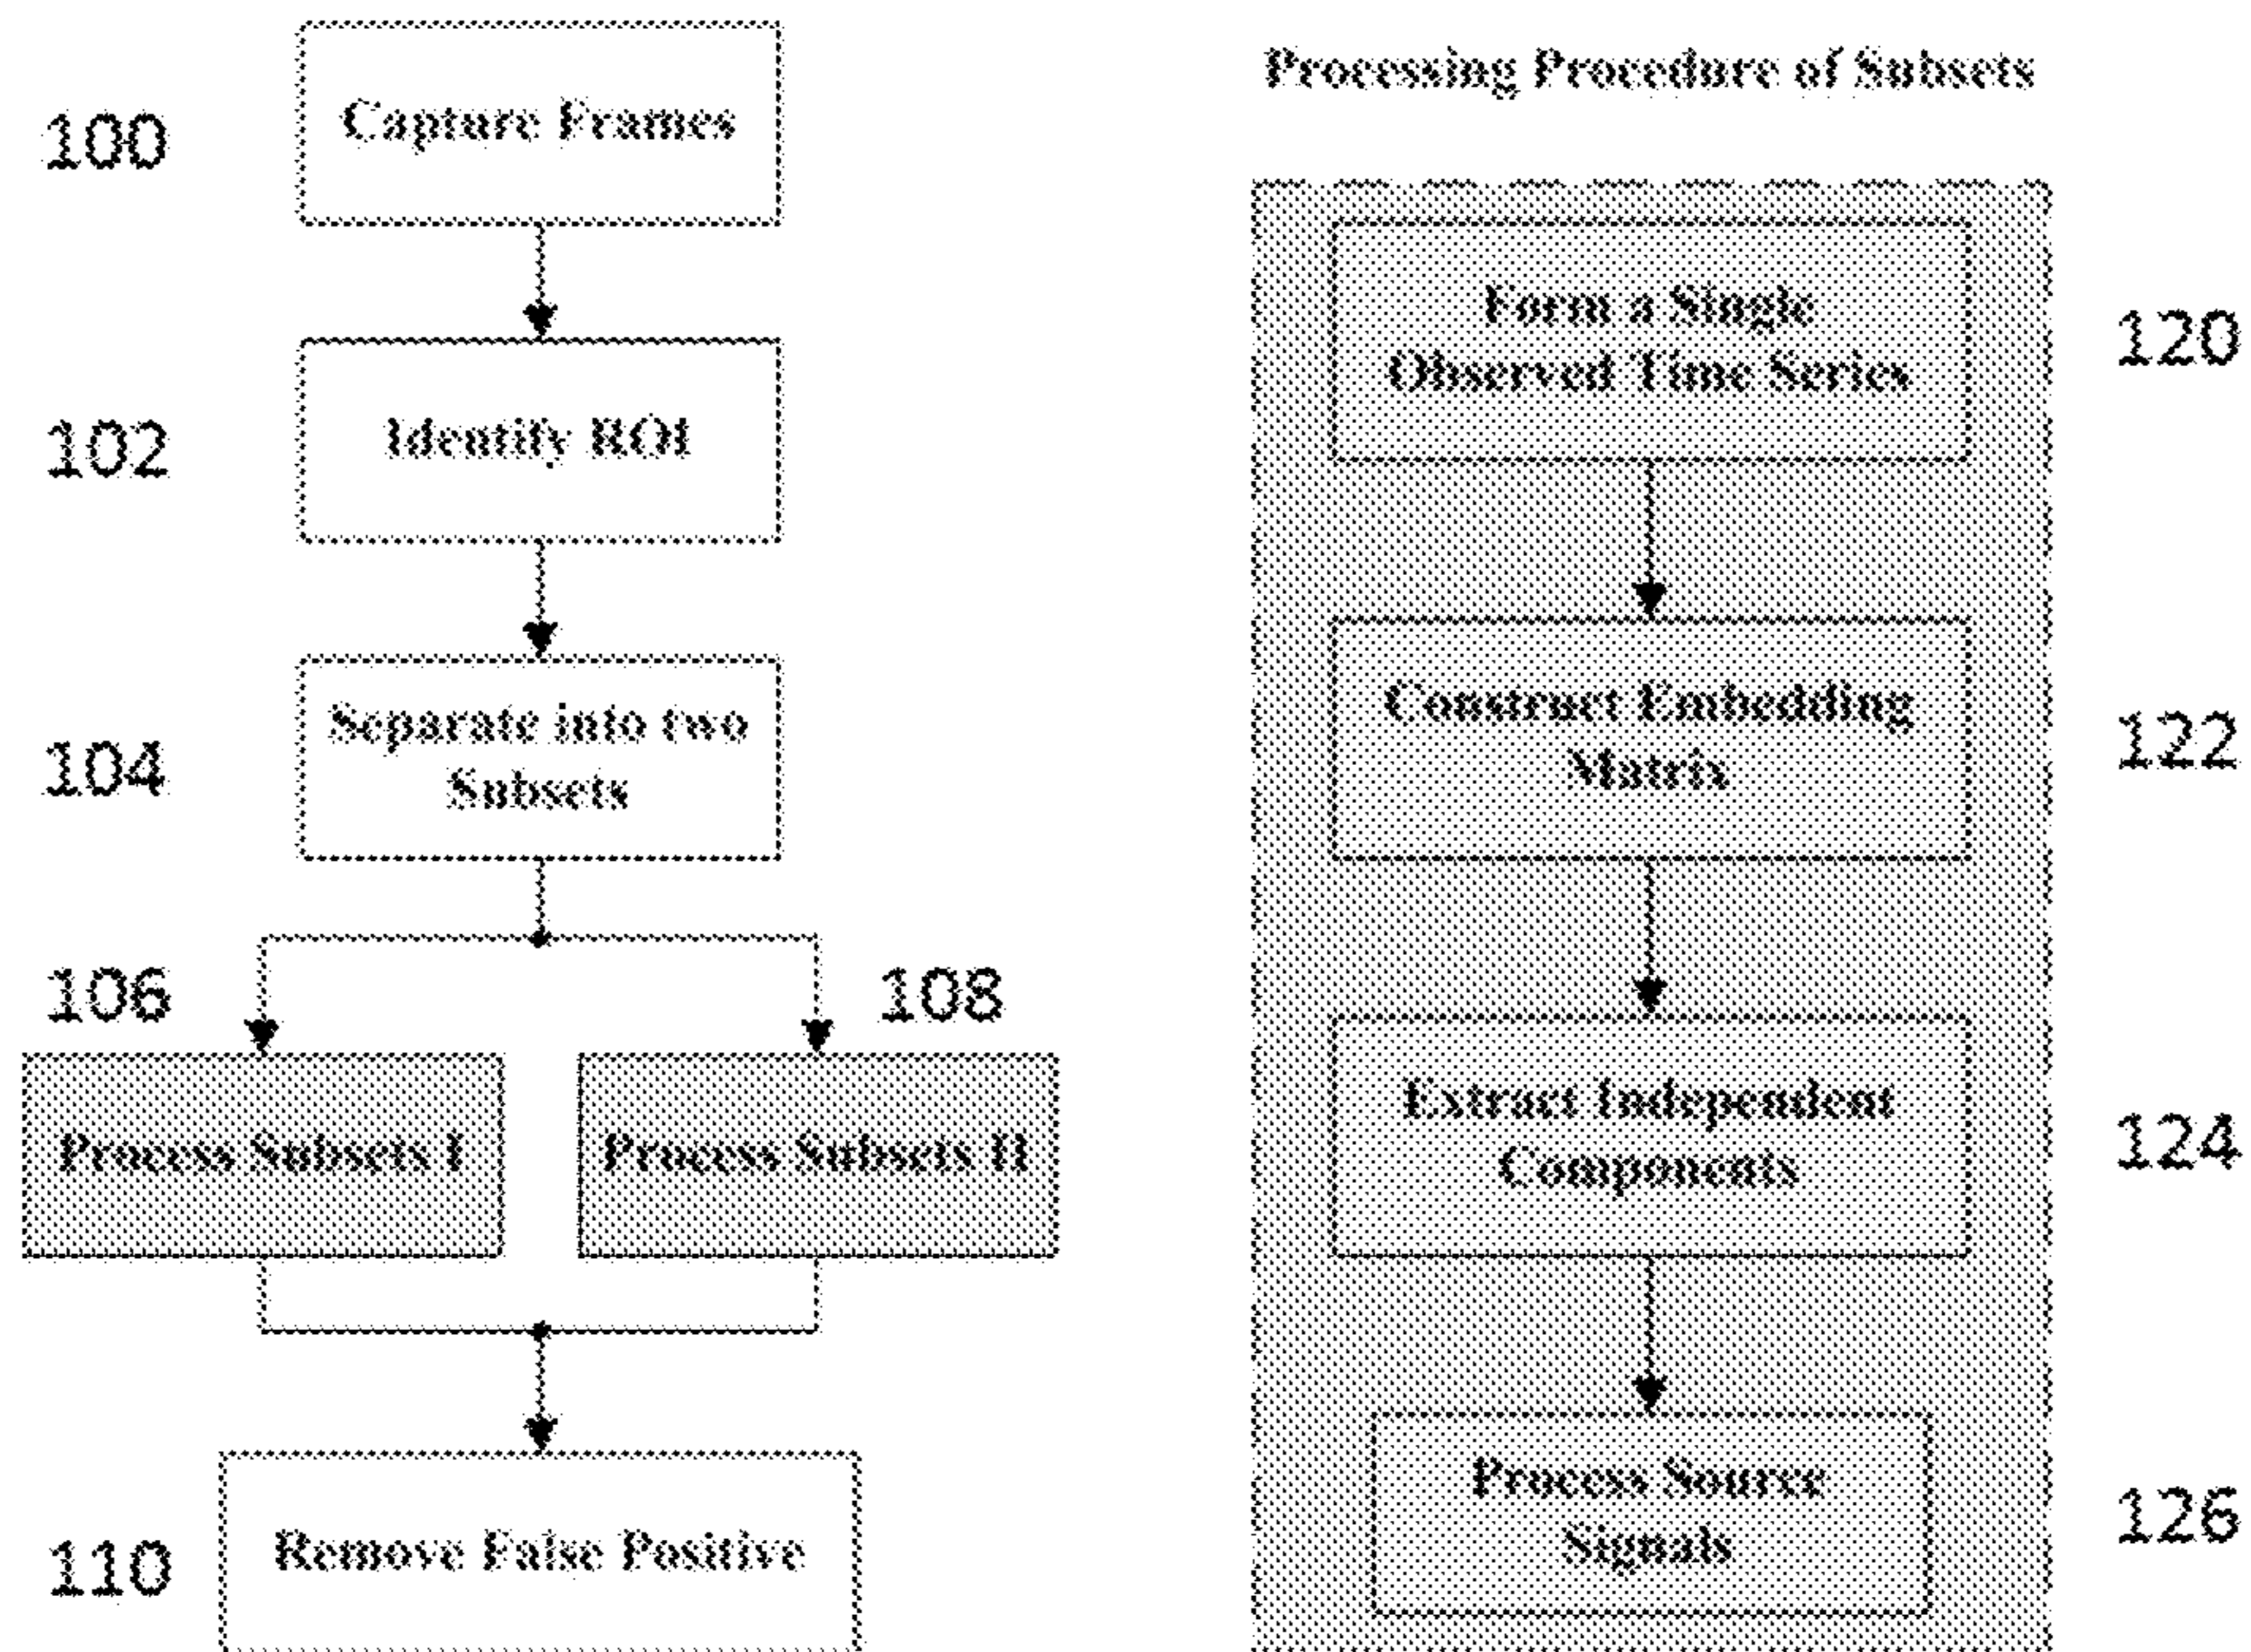 100
Capture Frames
102
Identify ROI
104
Separate into two
Subsets
106
108
Process Subsets I
Process Subsets II
110
Remove False Positive
Processing Procedure of Subsets
Form a Single
Observed Time Series
120
Construct Embedding
Matrix
122
Extract Independent
Components
124
Process Source
Signals
126